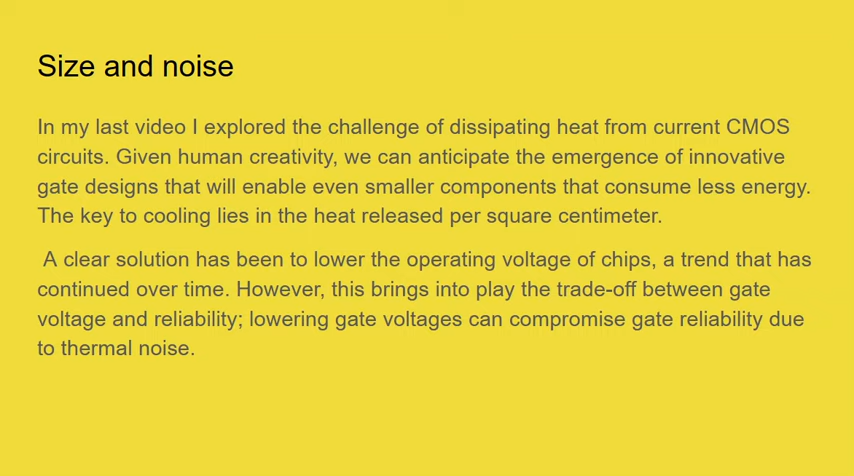 Size and noise
In my last video I explored the challenge of dissipating heat from current CMOS
circuits. Given human creativity, we can anticipate the emergence of innovative
gate designs that will enable even smaller components that consume less energy.
The key to cooling lies in the heat released per square centimeter.
A clear solution has been to lower the operating voltage of chips, a trend that has
continued over time. However, this brings into play the trade-off between gate
voltage and reliability; lowering gate voltages can compromise gate reliability due
to thermal noise.